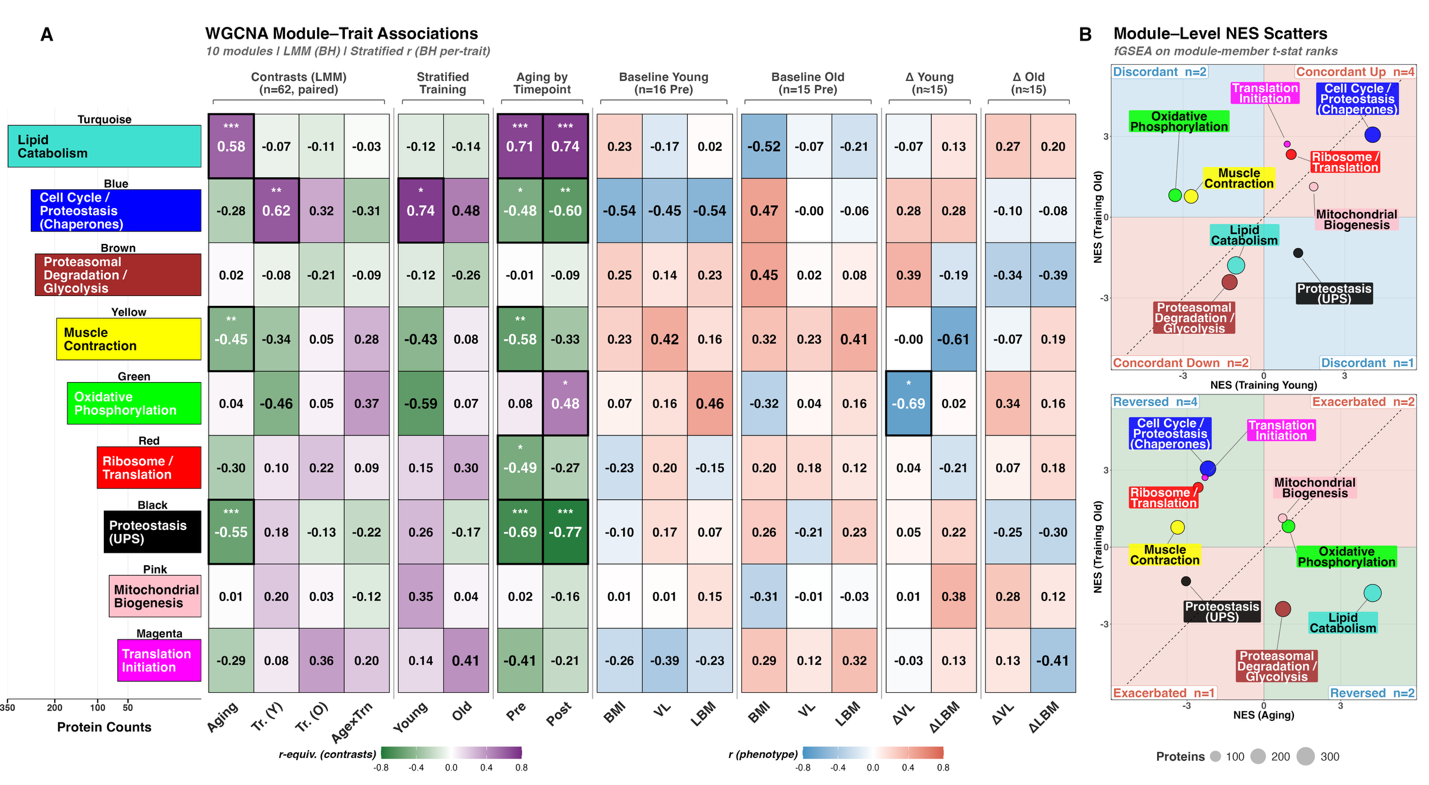 A
WGCNA Module–Trait Associations
10 modules | LMM (BH) | Stratified r (BH per-trait)
Contrasts (LMM)
(n=62, paired)
Stratified
Training
Aging by
Timepoint
Baseline Young
(n=16 Pre)
Baseline Old
(n=15 Pre)
Δ Young
(n=15)
Δ Old
(n=15)
Turquoise
Lipid
Catabolism
*** *** ***
0.58 -0.07 -0.11 -0.03 -0.12 -0.14 0.71 0.74 0.23 -0.17 0.02 -0.52 -0.07 -0.21 -0.07 0.13 0.27 0.20
Blue
Cell Cycle /
Proteostasis
(Chaperones)
** * * **
-0.28 0.62 0.32 -0.31 0.74 0.48 -0.48 -0.60 -0.54 -0.45 -0.54 0.47 -0.00 -0.06 0.28 0.28 -0.10 -0.08
Brown
Proteasomal
Degradation /
Glycolysis
0.02 -0.08 -0.21 -0.09 -0.12 -0.26 -0.01 -0.09 0.25 0.14 0.23 0.45 0.02 0.08 0.39 -0.19 -0.34 -0.39
Yellow
Muscle
Contraction
** **
-0.45 -0.34 0.05 0.28 -0.43 0.08 -0.58 -0.33 0.23 0.42 0.16 0.32 0.23 0.41 -0.00 -0.61 -0.07 0.19
Green
Oxidative
Phosphorylation
* *
0.04 -0.46 0.05 0.37 -0.59 0.07 0.08 0.48 0.07 0.16 0.46 -0.32 0.04 0.16 -0.69 0.02 0.34 0.16
Red
Ribosome /
Translation
*
-0.30 0.10 0.22 0.09 0.15 0.30 -0.49 -0.27 -0.23 0.20 -0.15 0.20 0.18 0.12 0.04 -0.21 0.07 0.18
Black
Proteostasis
(UPS)
*** *** ***
-0.55 0.18 -0.13 -0.22 0.26 -0.17 -0.69 -0.77 -0.10 0.17 0.07 0.26 -0.21 0.23 0.05 0.22 -0.25 -0.30
Pink
Mitochondrial
Biogenesis
0.01 0.20 0.03 -0.12 0.35 0.04 0.02 -0.16 0.01 0.01 0.15 -0.31 -0.01 -0.03 0.01 0.38 0.28 0.12
Magenta
Translation
Initiation
-0.29 0.08 0.36 0.20 0.14 0.41 -0.41 -0.21 -0.26 -0.39 -0.23 0.29 0.12 0.32 -0.03 0.13 0.13 -0.41
350 200 100 50
Protein Counts
Aging Tr. (Y) Tr. (O) AgexTrn Young Old Pre Post BMI VL LBM BMI VL LBM ΔVL ΔLBM ΔVL ΔLBM
r-equiv. (contrasts)
-0.8 -0.4 0.0 0.4 0.8
r (phenotype)
-0.8 -0.4 0.0 0.4 0.8
B
Module–Level NES Scatters
fGSEA on module-member t-stat ranks
Discordant n=2
Concordant Up n=4
Translation
Initiation
Cell Cycle /
Proteostasis
(Chaperones)
Oxidative
Phosphorylation
Ribosome /
Translation
Muscle
Contraction
Mitochondrial
Biogenesis
Lipid
Catabolism
Proteostasis
(UPS)
Proteasomal
Degradation /
Glycolysis
Concordant Down n=2
Discordant n=1
3
0
-3
NES (Training Old)
-3 0 3
NES (Training Young)
Reversed n=4
Exacerbated n=2
Cell Cycle /
Proteostasis
(Chaperones)
Translation
Initiation
Ribosome /
Translation
Mitochondrial
Biogenesis
Muscle
Contraction
Oxidative
Phosphorylation
Proteostasis
(UPS)
Lipid
Catabolism
Proteasomal
Degradation /
Glycolysis
Exacerbated n=1
Reversed n=2
3
0
-3
NES (Training Old)
-3 0 3
NES (Aging)
Proteins 100 200 300